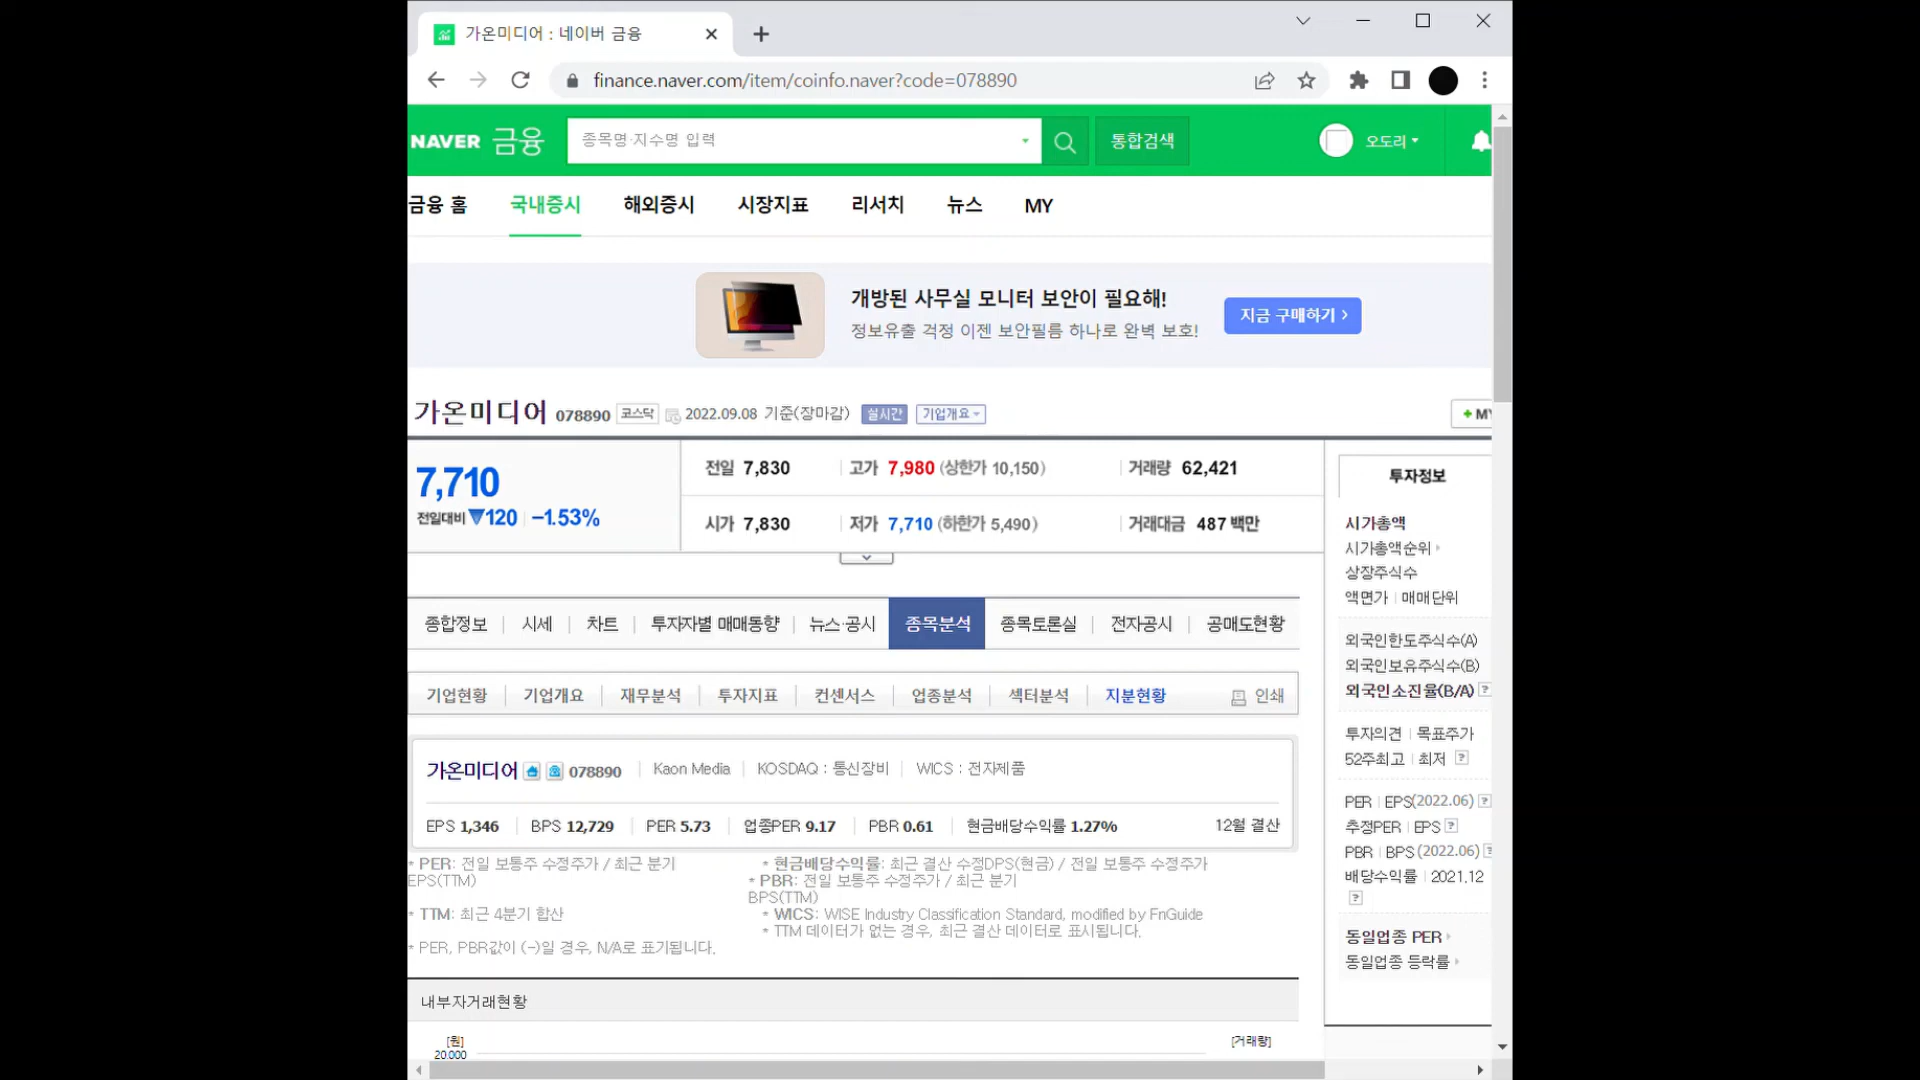 가온미디어 : 네이버 금융
finance.naver.com/item/coinfo.naver?code=078890
NAVER 금융 종목명·지수명 입력 통합검색 오도리
금융 홈 국내증시 해외증시 시장지표 리서치 뉴스 MY
개방된 사무실 모니터 보안이 필요해!
정보유출 걱정 이젠 보안필름 하나로 완벽 보호!
지금 구매하기 >
가온미디어 078890 코스닥 2022.09.08 기준(장마감) 실시간 기업개요 + MY
7,710
전일대비 ▼120 -1.53%
전일 7,830 고가 7,980 (상한가 10,150) 거래량 62,421
시가 7,830 저가 7,710 (하한가 5,490) 거래대금 487 백만
종합정보 시세 차트 투자자별 매매동향 뉴스·공시 종목분석 종목토론실 전자공시 공매도현황
기업현황 기업개요 재무분석 투자지표 컨센서스 업종분석 섹터분석 지분현황 인쇄
가온미디어 078890 Kaon Media KOSDAQ : 통신장비 WICS : 전자제품
EPS 1,346 BPS 12,729 PER 5.73 업종PER 9.17 PBR 0.61 현금배당수익률 1.27% 12월 결산
* PER: 전일 보통주 수정주가 / 최근 분기
EPS(TTM)
* TTM: 최근 4분기 합산
* PER, PBR값이 (-)일 경우, N/A로 표기됩니다.
* 현금배당수익률: 최근 결산 수정DPS(현금) / 전일 보통주 수정주가
* PBR: 전일 보통주 수정주가 / 최근 분기
BPS(TTM)
* WICS: WISE Industry Classification Standard, modified by FnGuide
* TTM 데이터가 없는 경우, 최근 결산 데이터로 표시됩니다.
내부자거래현황
[원] [거래량]
20,000
투자정보
시가총액
시가총액순위
상장주식수
액면가 매매단위
외국인한도주식수(A)
외국인보유주식수(B)
외국인소진율(B/A) ?
투자의견 목표주가
52주최고 최저 ?
PER EPS(2022.06) ?
추정PER EPS ?
PBR BPS (2022.06) ?
배당수익률 2021.12
?
동일업종 PER
동일업종 등락률